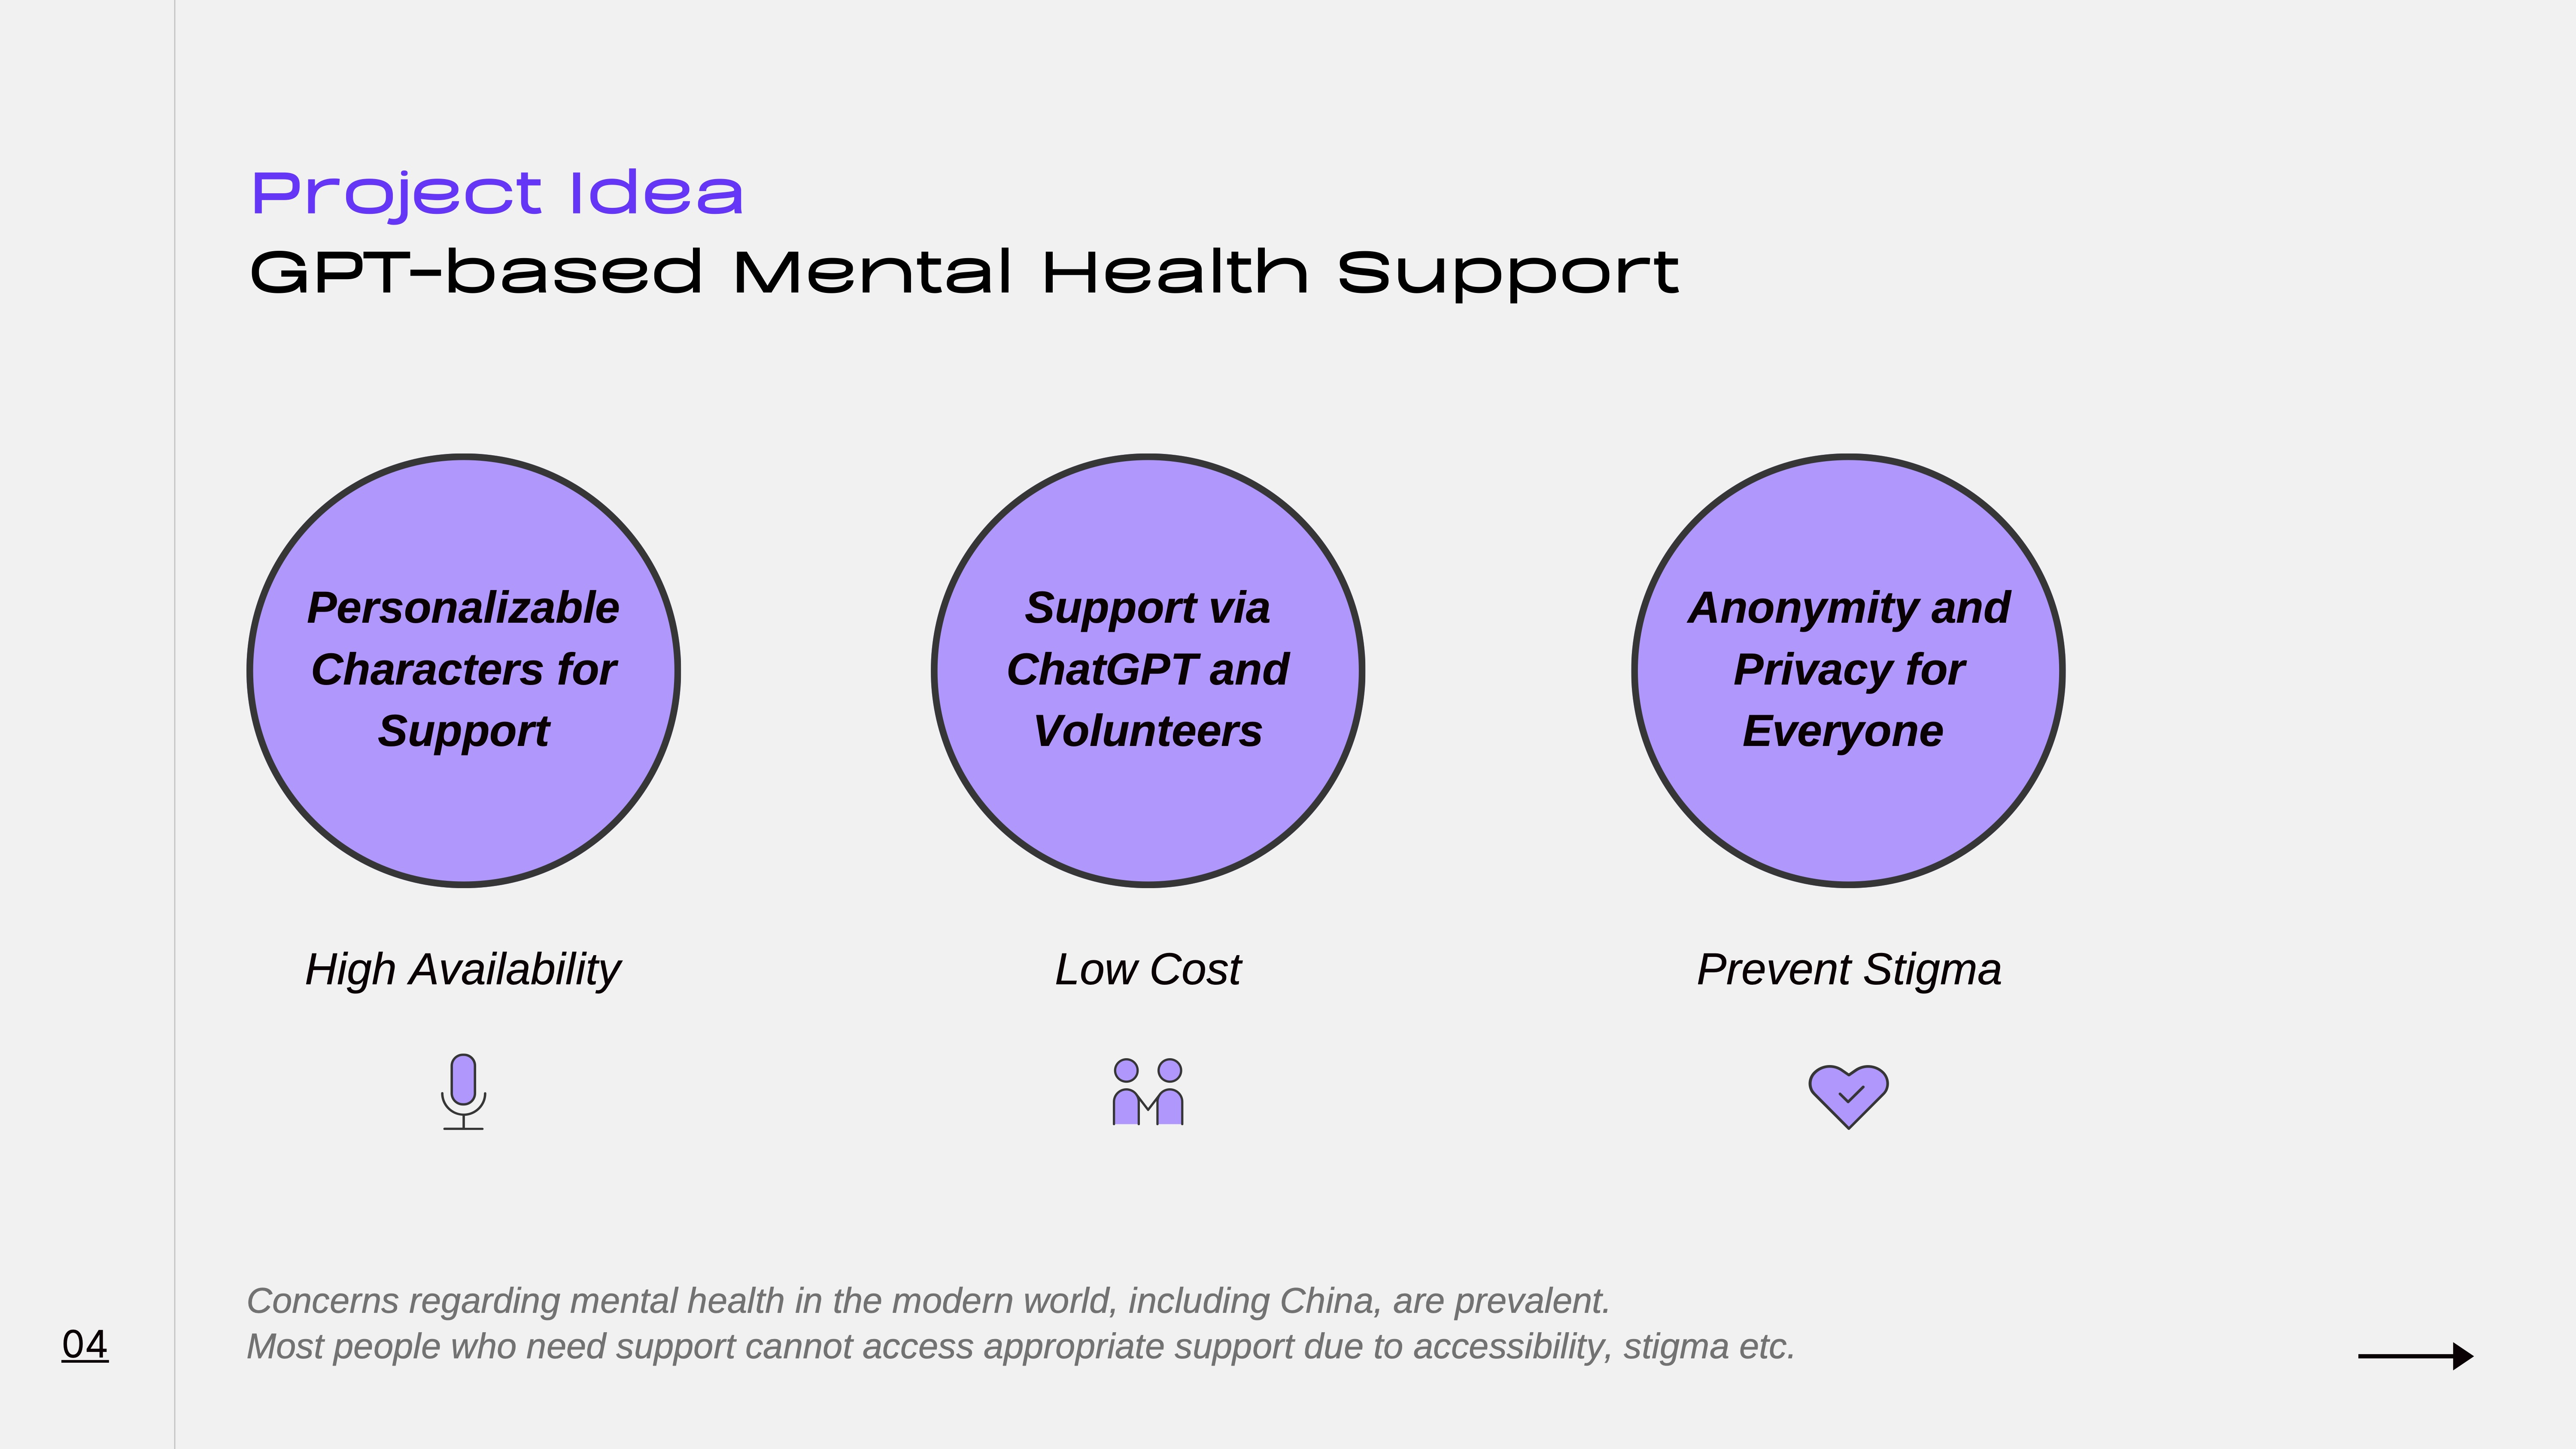 Project Idea
GPT-based Mental Health Support
Personalizable
Characters for
Support
High Availability
Support via
ChatGPT and
Volunteers
Low Cost
Anonymity and
Privacy for
Everyone
Prevent Stigma
Concerns regarding mental health in the modern world, including China, are prevalent.
Most people who need support cannot access appropriate support due to accessibility, stigma etc.
04